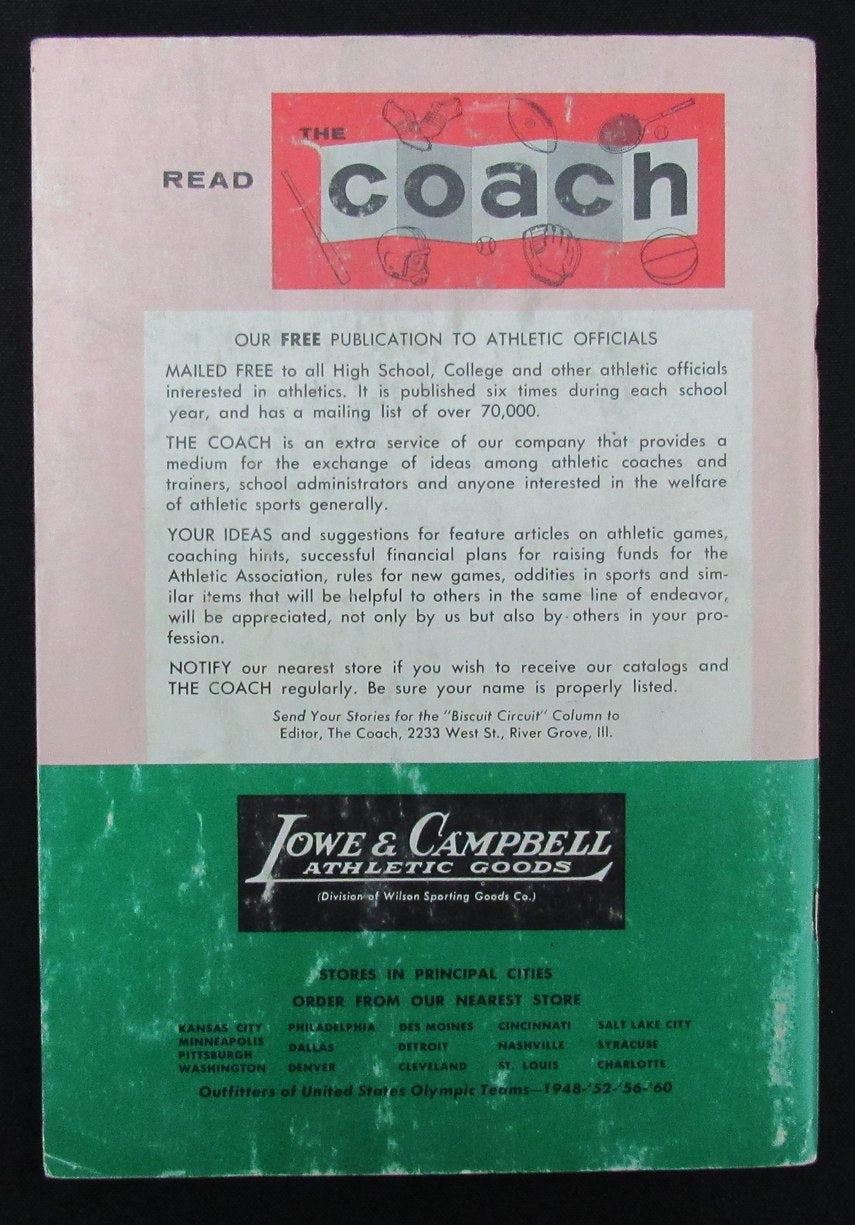 READ
THE
coach
OUR FREE PUBLICATION TO ATHLETIC OFFICIALS
MAILED FREE to all High School, College and other athletic officials
interested in athletics. It is published six times during each school
year, and has a mailing list of over 70,000.
THE COACH is an extra service of our company that provides a
medium for the exchange of ideas among athletic coaches and
trainers, school administrators and anyone interested in the welfare
of athletic sports generally.
YOUR IDEAS and suggestions for feature articles on athletic games,
coaching hints, successful financial plans for raising funds for the
Athletic Association, rules for new games, oddities in sports and sim-
ilar items that will be helpful to others in the same line of endeavor,
will be appreciated, not only by us but also by others in your pro-
fession.
NOTIFY our nearest store if you wish to receive our catalogs and
THE COACH regularly. Be sure your name is properly listed.
Send Your Stories for the "Biscuit Circuit" Column to
Editor, The Coach, 2233 West St., River Grove, Ill.
LOWE & CAMPBELL
ATHLETIC GOODS
(Division of Wilson Sporting Goods Co.)
STORES IN PRINCIPAL CITIES
ORDER FROM OUR NEAREST STORE
KANSAS CITY PHILADELPHIA DES MOINES CINCINNATI SALT LAKE CITY
MINNEAPOLIS DALLAS DETROIT NASHVILLE SYRACUSE
PITTSBURGH
WASHINGTON DENVER CLEVELAND ST. LOUIS CHARLOTTE
Outfitters of United States Olympic Teams—1948-'52-'56-'60